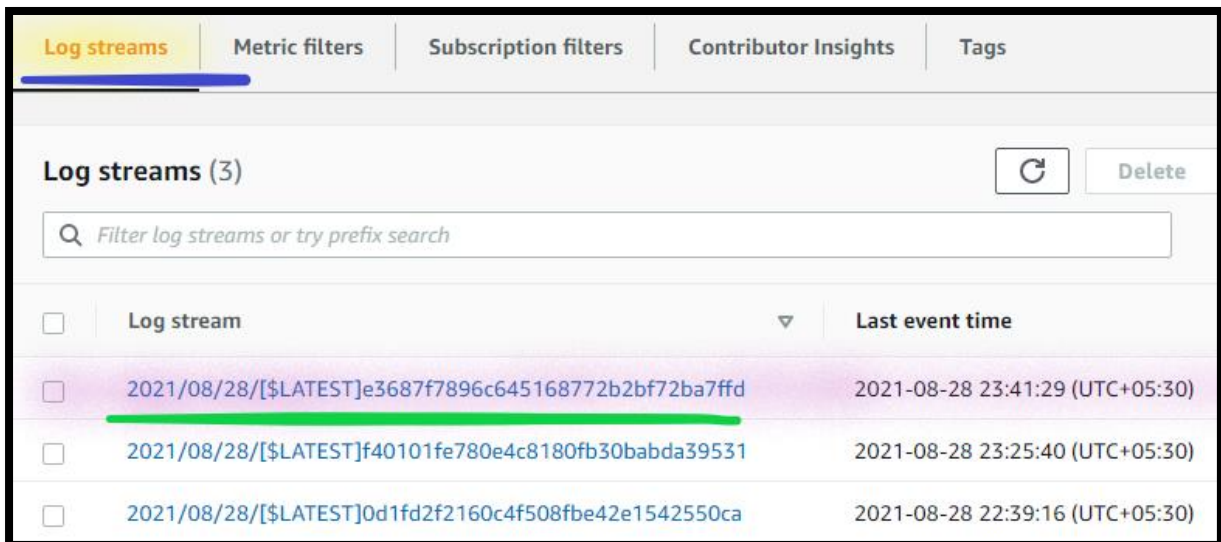 Log streams Metric filters Subscription filters Contributor Insights Tags
Log streams (3) Delete
Filter log streams or try prefix search
Log stream Last event time
2021/08/28/[$LATEST]e3687f7896c645168772b2bf72ba7ffd 2021-08-28 23:41:29 (UTC+05:30)
2021/08/28/[$LATEST]f40101fe780e4c8180fb30babda39531 2021-08-28 23:25:40 (UTC+05:30)
2021/08/28/[$LATEST]0d1fd2f2160c4f508fbe42e1542550ca 2021-08-28 22:39:16 (UTC+05:30)